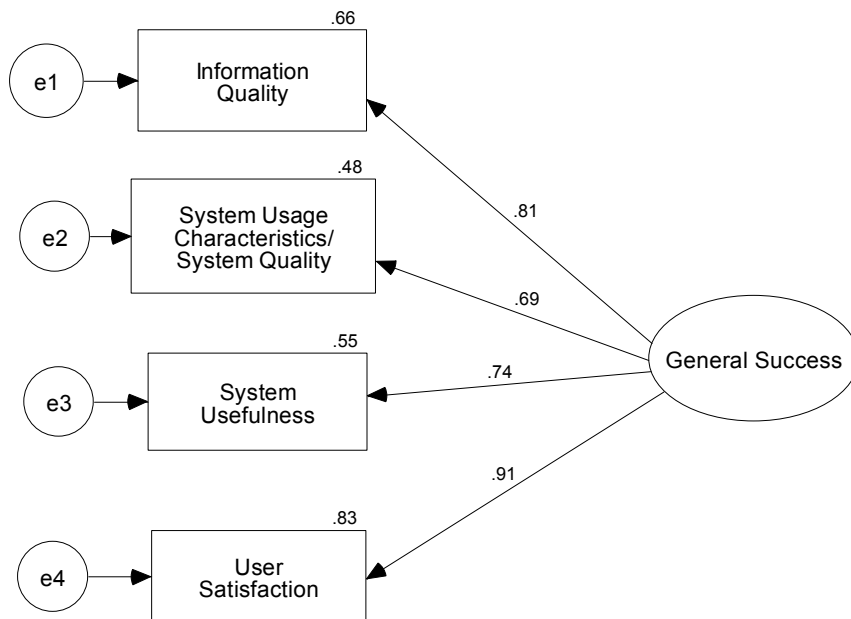 .66
e1
Information
Quality
.81
.48
e2
System Usage
Characteristics/
System Quality
.69
General Success
.55
e3
System
Usefulness
.74
.91
.83
e4
User
Satisfaction